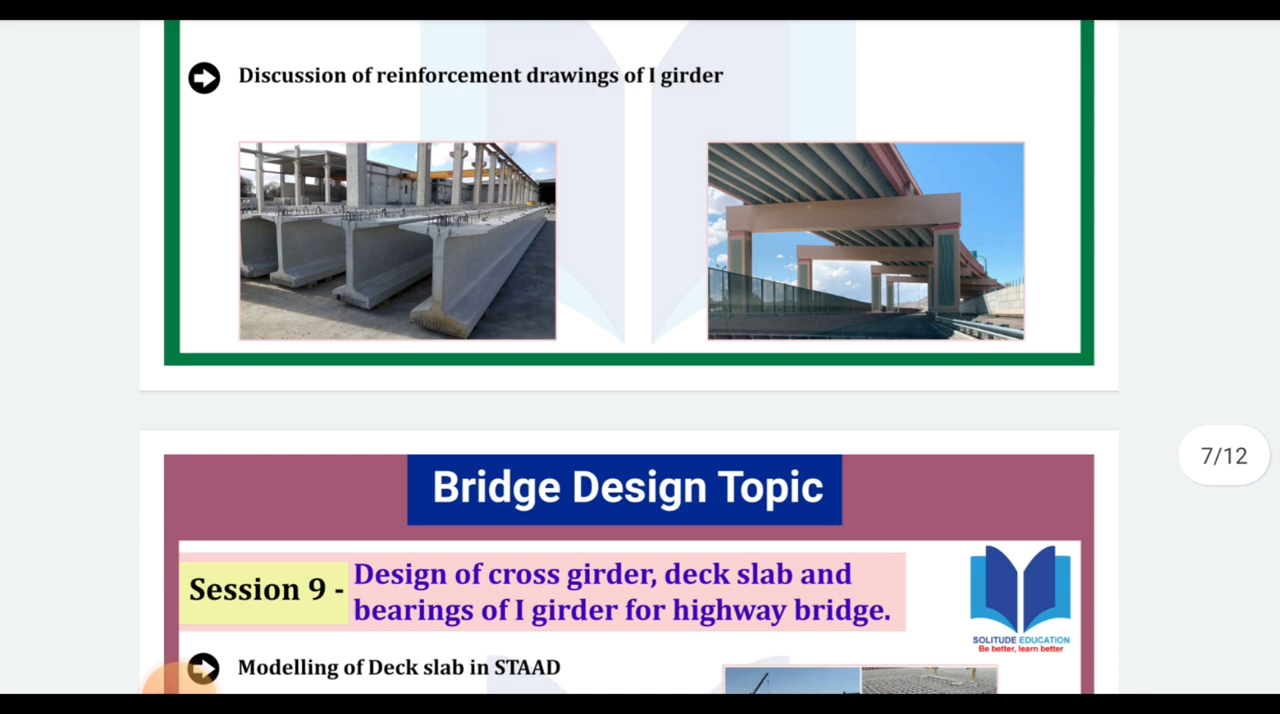 Discussion of reinforcement drawings of I girder
7/12
Bridge Design Topic
Session 9 -
Design of cross girder, deck slab and
bearings of I girder for highway bridge.
SOLITUDE EDUCATION
Be better, learn better
Modelling of Deck slab in STAAD